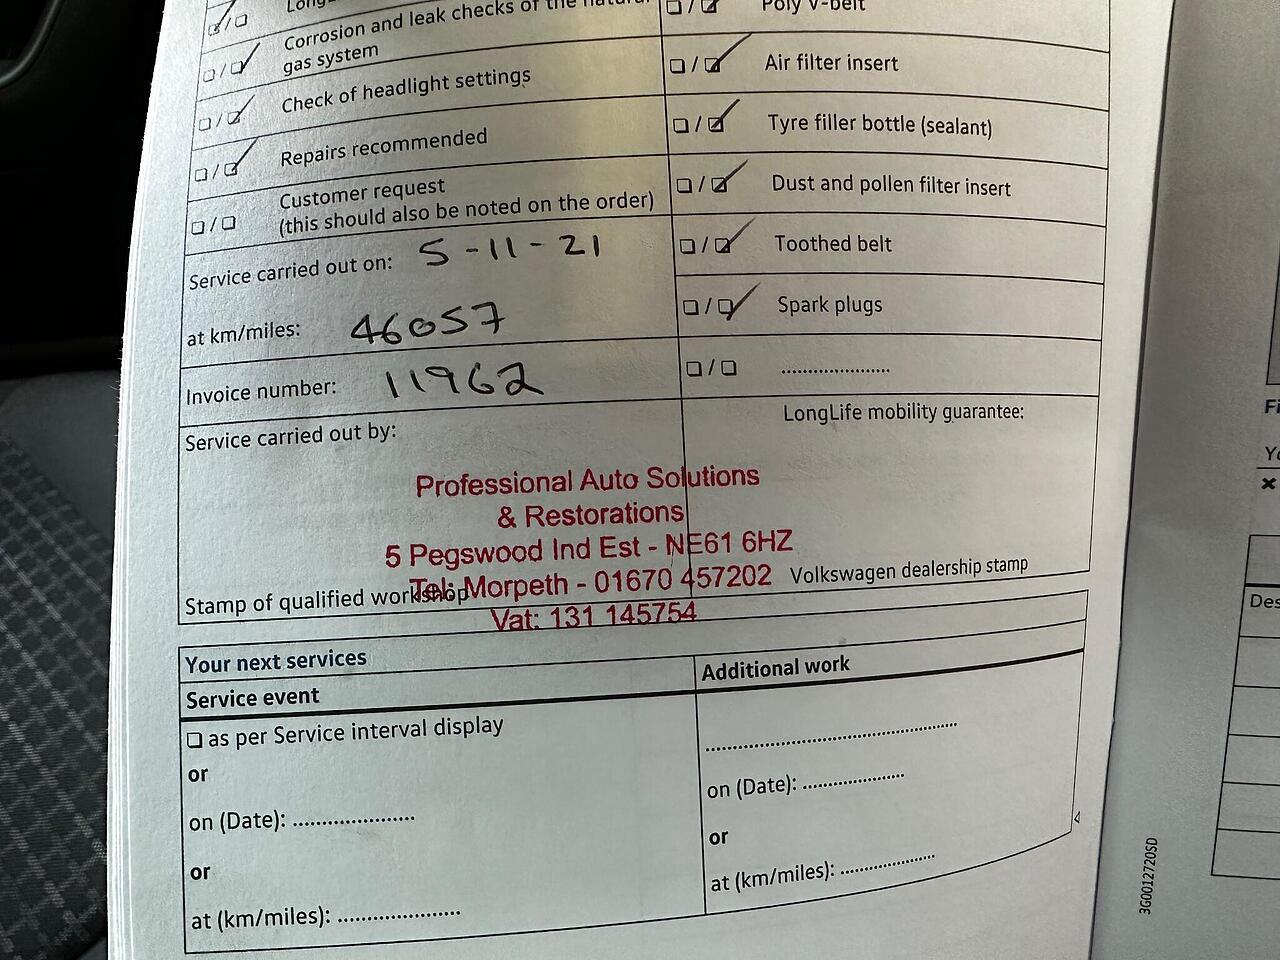 Corrosion and leak checks of the natural
gas system
Check of headlight settings
Repairs recommended
Customer request
(this should also be noted on the order)
Service carried out on: 5-11-21
at km/miles: 46057
Invoice number: 11962
Poly V-belt
Air filter insert
Tyre filler bottle (sealant)
Dust and pollen filter insert
Toothed belt
Spark plugs
......................
Service carried out by:
LongLife mobility guarantee:
Professional Auto Solutions
& Restorations
5 Pegswood Ind Est - NE61 6HZ
Tel: Morpeth - 01670 457202
Vat: 131 145754
Stamp of qualified workshop
Volkswagen dealership stamp
Your next services
Service event
as per Service interval display
or
on (Date): ......................
or
at (km/miles): ......................
Additional work
..............................................
on (Date): ......................
or
at (km/miles): ......................
3G0012720SD